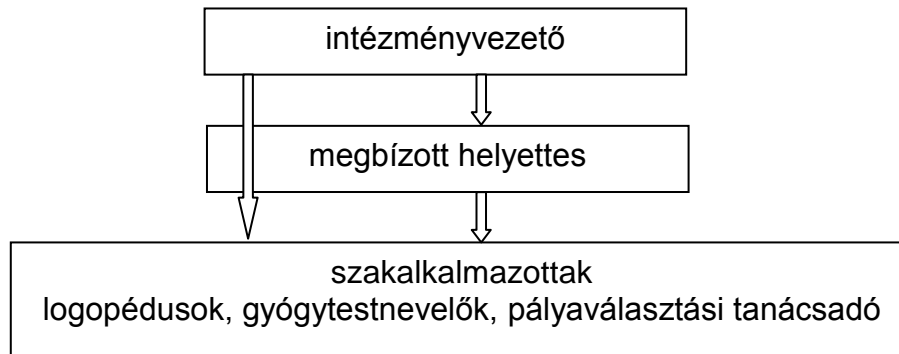 intézményvezető
megbízott helyettes
szakalkalmazottak
logopédusok, gyógytestnevelők, pályaválasztási tanácsadó